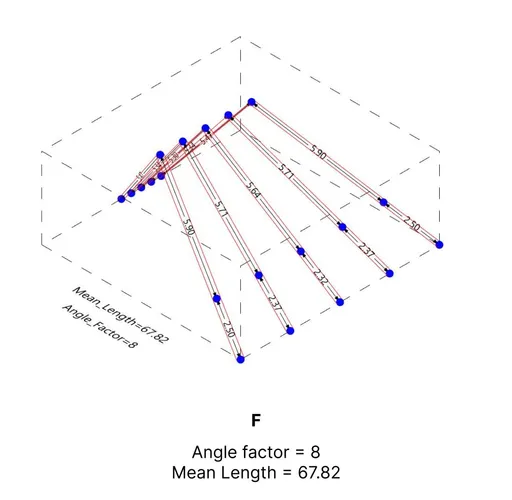 5.90
5.71
5.64
5.71
5.90
2.50
2.37
2.32
2.37
2.50
Mean_Length=67.82
Angle_Factor=8
F
Angle factor = 8
Mean Length = 67.82